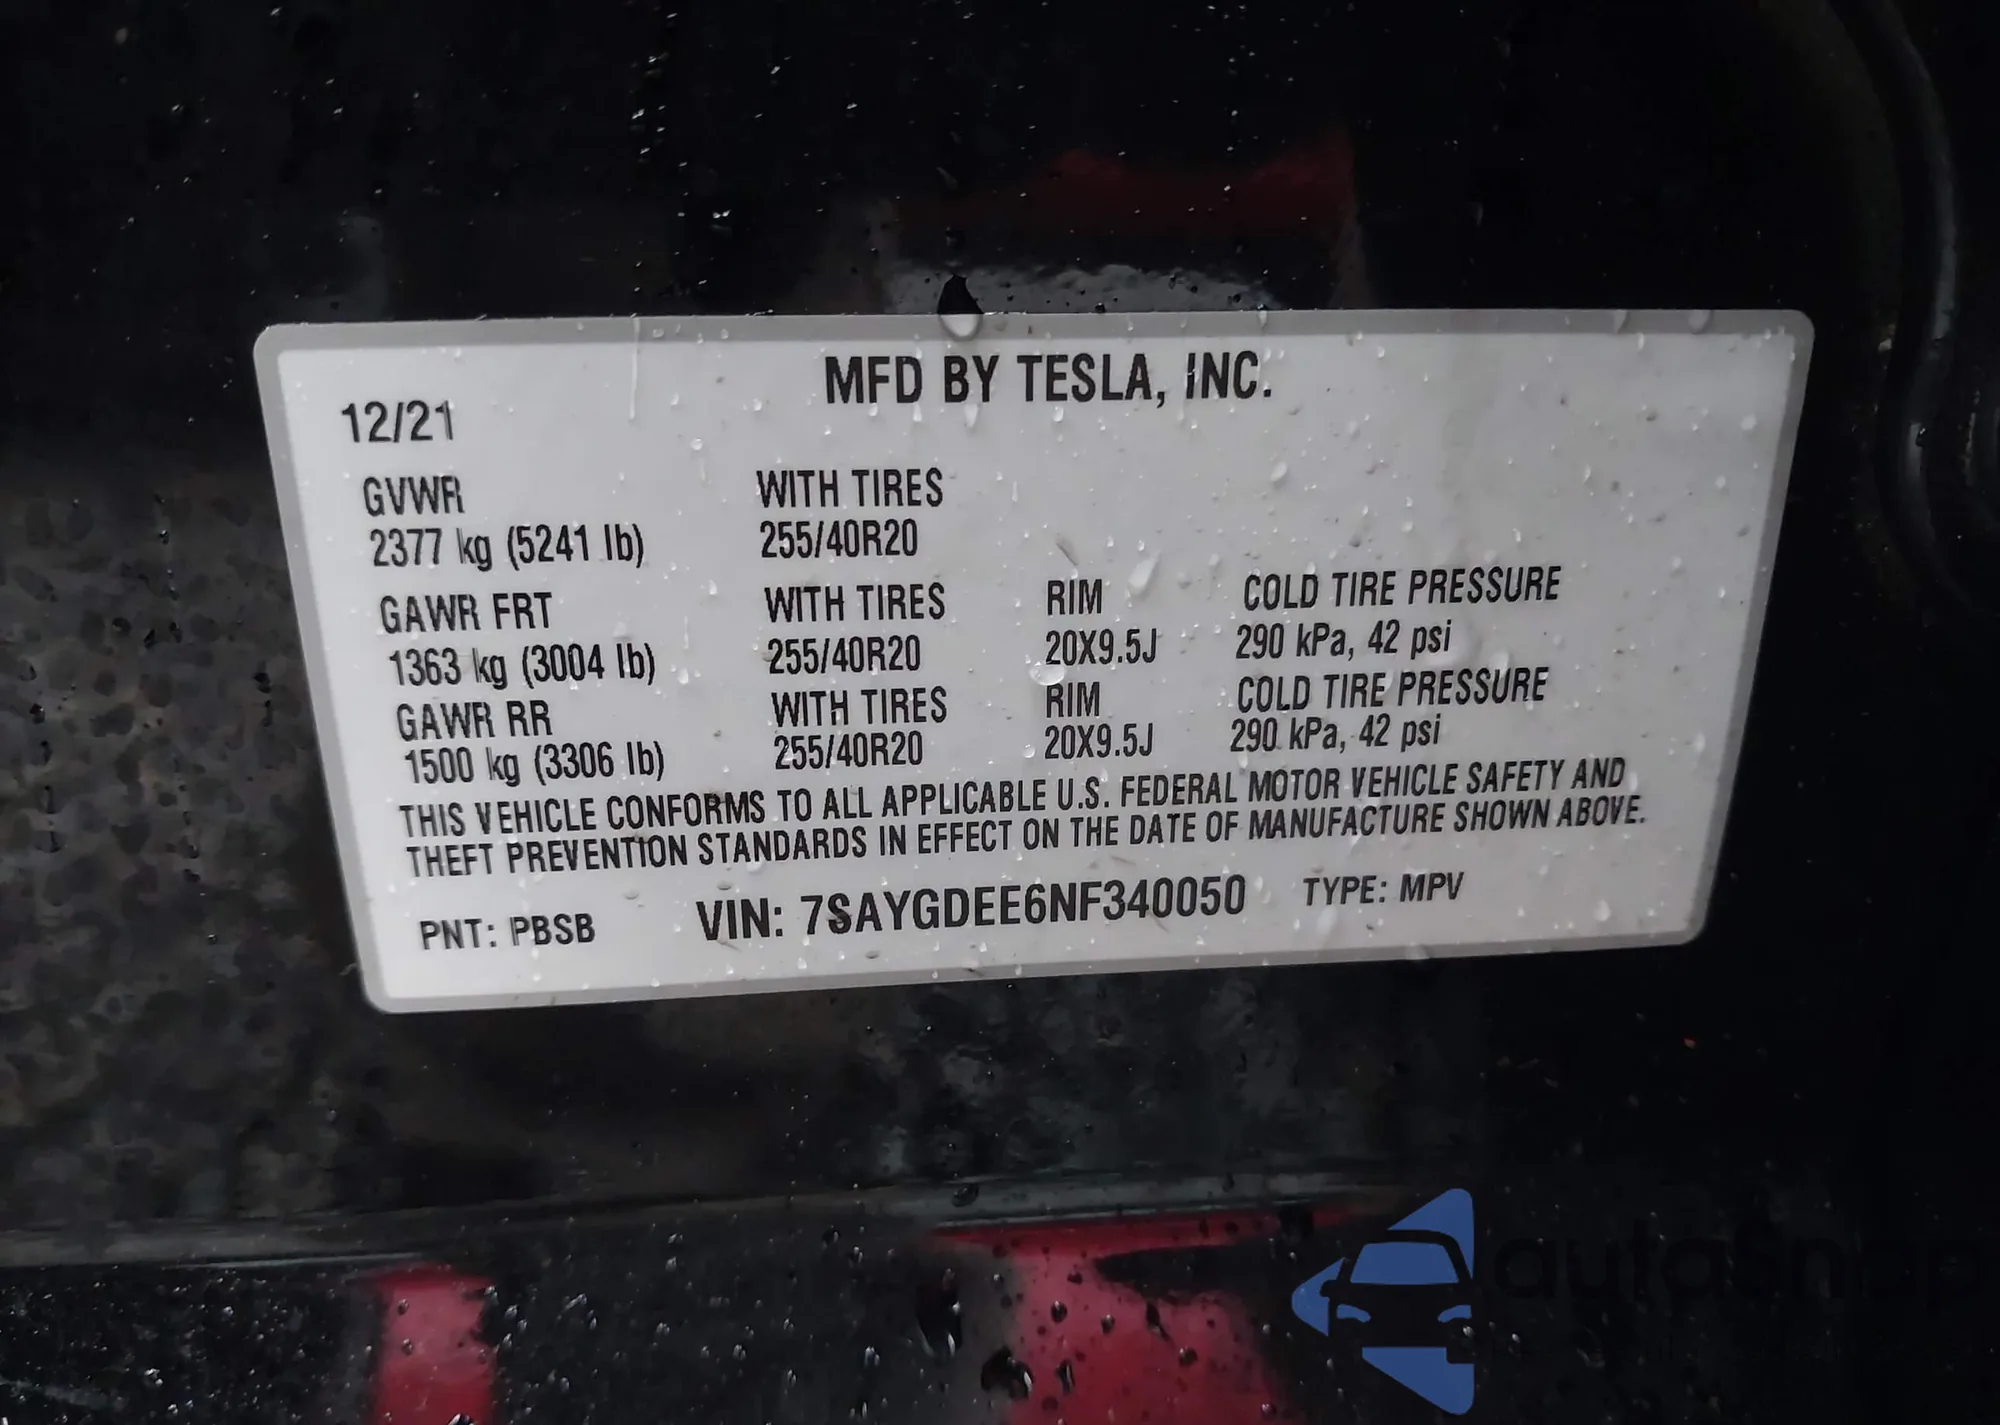 MFD BY TESLA, INC.
12/21
GVWR WITH TIRES
2377 kg (5241 lb) 255/40R20
GAWR FRT WITH TIRES RIM COLD TIRE PRESSURE
1363 kg (3004 lb) 255/40R20 20X9.5J 290 kPa, 42 psi
GAWR RR WITH TIRES RIM COLD TIRE PRESSURE
1500 kg (3306 lb) 255/40R20 20X9.5J 290 kPa, 42 psi
THIS VEHICLE CONFORMS TO ALL APPLICABLE U.S. FEDERAL MOTOR VEHICLE SAFETY AND
THEFT PREVENTION STANDARDS IN EFFECT ON THE DATE OF MANUFACTURE SHOWN ABOVE.
PNT: PBSB VIN: 7SAYGDEE6NF340050 TYPE: MPV